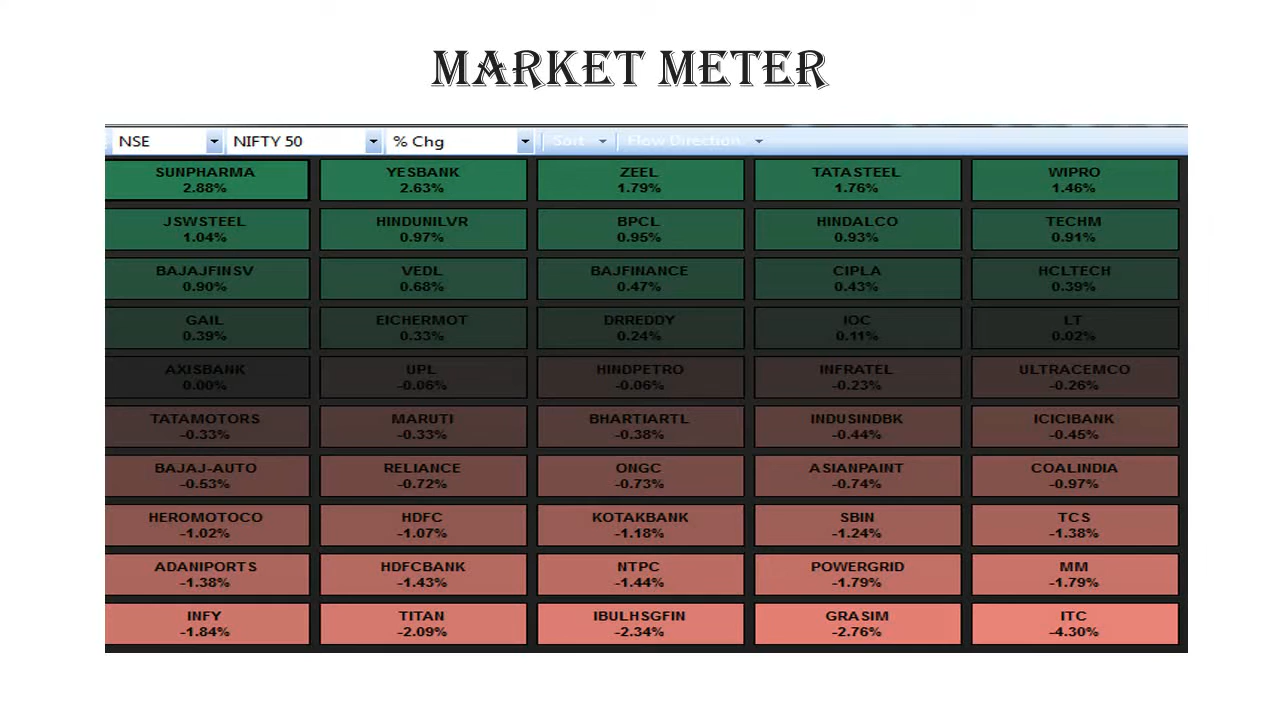 MARKET METER
NSE NIFTY 50 % Chg Sort Flow Direction
SUNPHARMA YESBANK ZEEL TATASTEEL WIPRO
2.88% 2.63% 1.79% 1.76% 1.46%
JSWSTEEL HINDUNILVR BPCL HINDALCO TECHM
1.04% 0.97% 0.95% 0.93% 0.91%
BAJAJFINSV VEDL BAJFINANCE CIPLA HCLTECH
0.90% 0.68% 0.47% 0.43% 0.39%
GAIL EICHERMOT DRREDDY IOC LT
0.39% 0.33% 0.24% 0.11% 0.02%
AXISBANK UPL HINDPETRO INFRATEL ULTRACEMCO
0.00% -0.06% -0.06% -0.23% -0.26%
TATAMOTORS MARUTI BHARTIARTL INDUSINDBK ICICIBANK
-0.33% -0.33% -0.38% -0.44% -0.45%
BAJAJ-AUTO RELIANCE ONGC ASIANPAINT COALINDIA
-0.53% -0.72% -0.73% -0.74% -0.97%
HEROMOTOCO HDFC KOTAKBANK SBIN TCS
-1.02% -1.07% -1.18% -1.24% -1.38%
ADANIPORTS HDFCBANK NTPC POWERGRID MM
-1.38% -1.43% -1.44% -1.79% -1.79%
INFY TITAN IBULHSGFIN GRASIM ITC
-1.84% -2.09% -2.34% -2.76% -4.30%